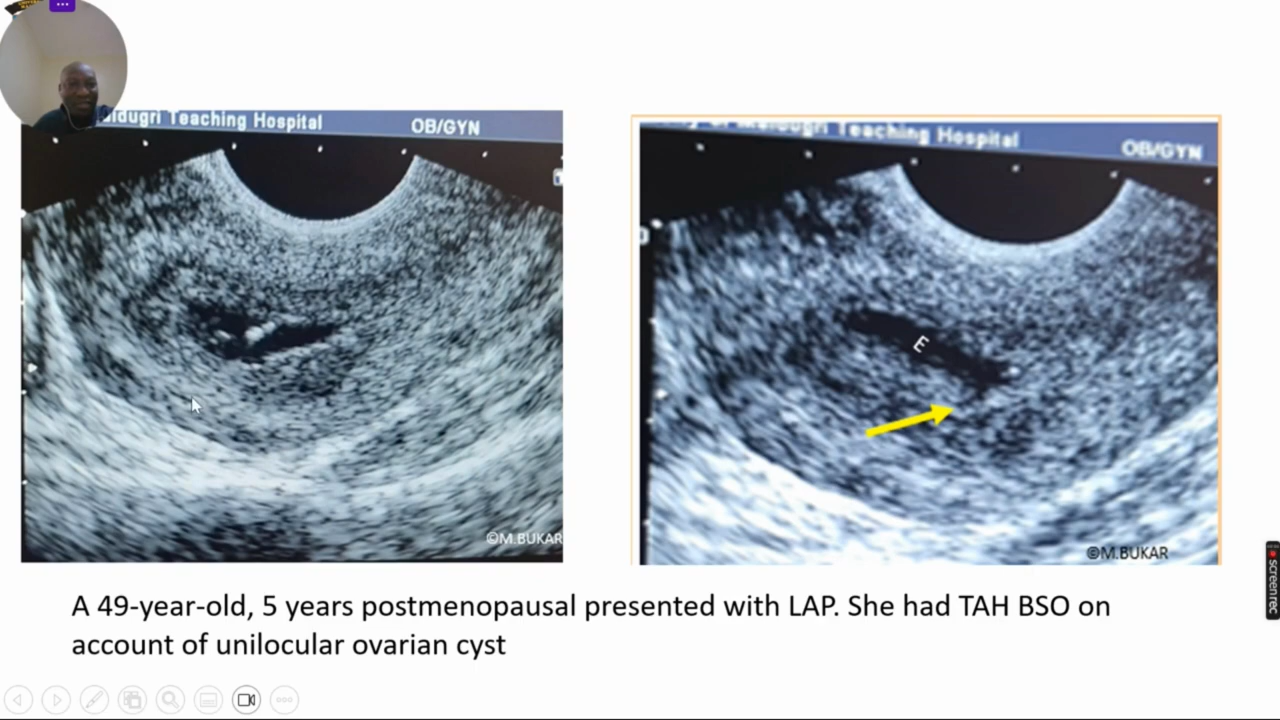 Teaching Hospital
OB/GYN
Teaching Hospital
OB/GYN
E
©M.BUKAR
©M.BUKAR
A 49-year-old, 5 years postmenopausal presented with LAP. She had TAH BSO on
account of unilocular ovarian cyst
screenrec